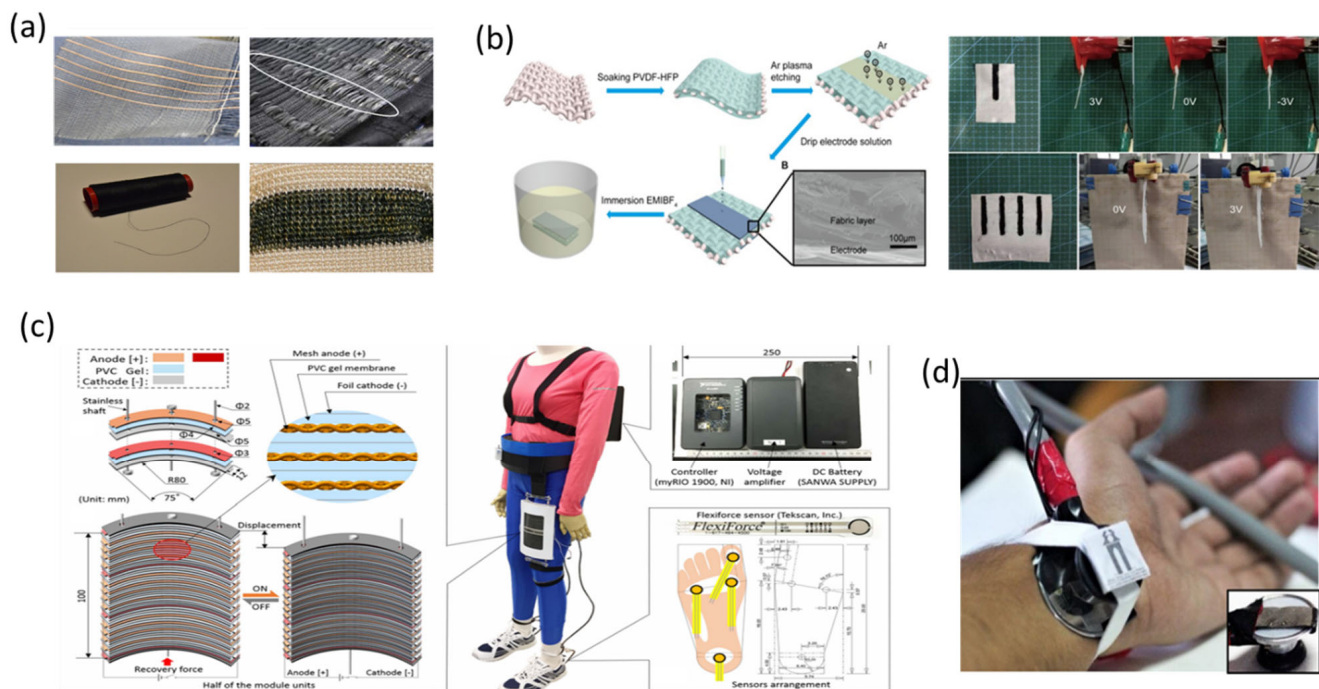 (a)
(b)
Soaking PVDF-HFP
Ar plasma
etching
Ar
Drip electrode solution
B
Immersion EMIBF4
Fabric layer
Electrode
100μm
3V
0V
-3V
0V
3V
(c)
Anode [+] :
PVC Gel :
Cathode [-] :
Mesh anode (+)
PVC gel membrane
Foil cathode (-)
Stainless
shaft
Φ2
Φ5
Φ4
Φ5
Φ3
R80
75°
(Unit: mm)
Displacement
100
ON
OFF
Recovery force
Anode [+]
Cathode [-]
Half of the module units
250
Controller
(myRIO 1900, NI)
Voltage
amplifier
DC Battery
(SANWA SUPPLY)
Flexiforce sensor (Tekscan, Inc.)
FlexiForce
Sensors arrangement
(d)